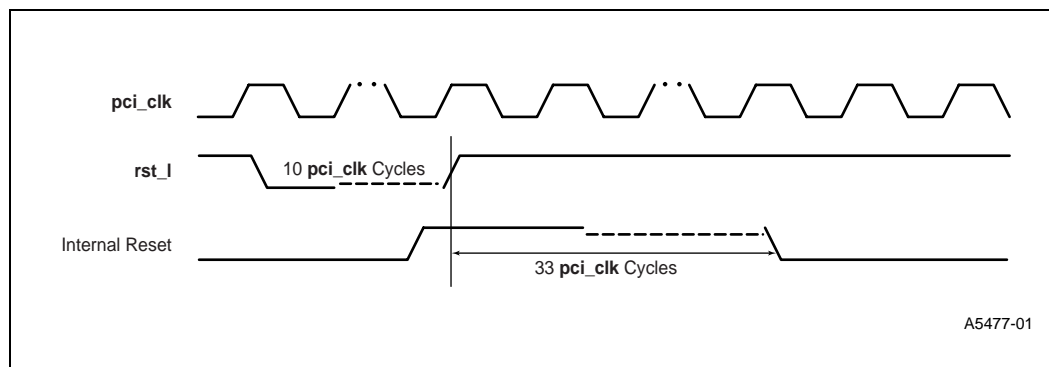 pci_clk
rst_l
10 pci_clk Cycles
Internal Reset
33 pci_clk Cycles
A5477-01